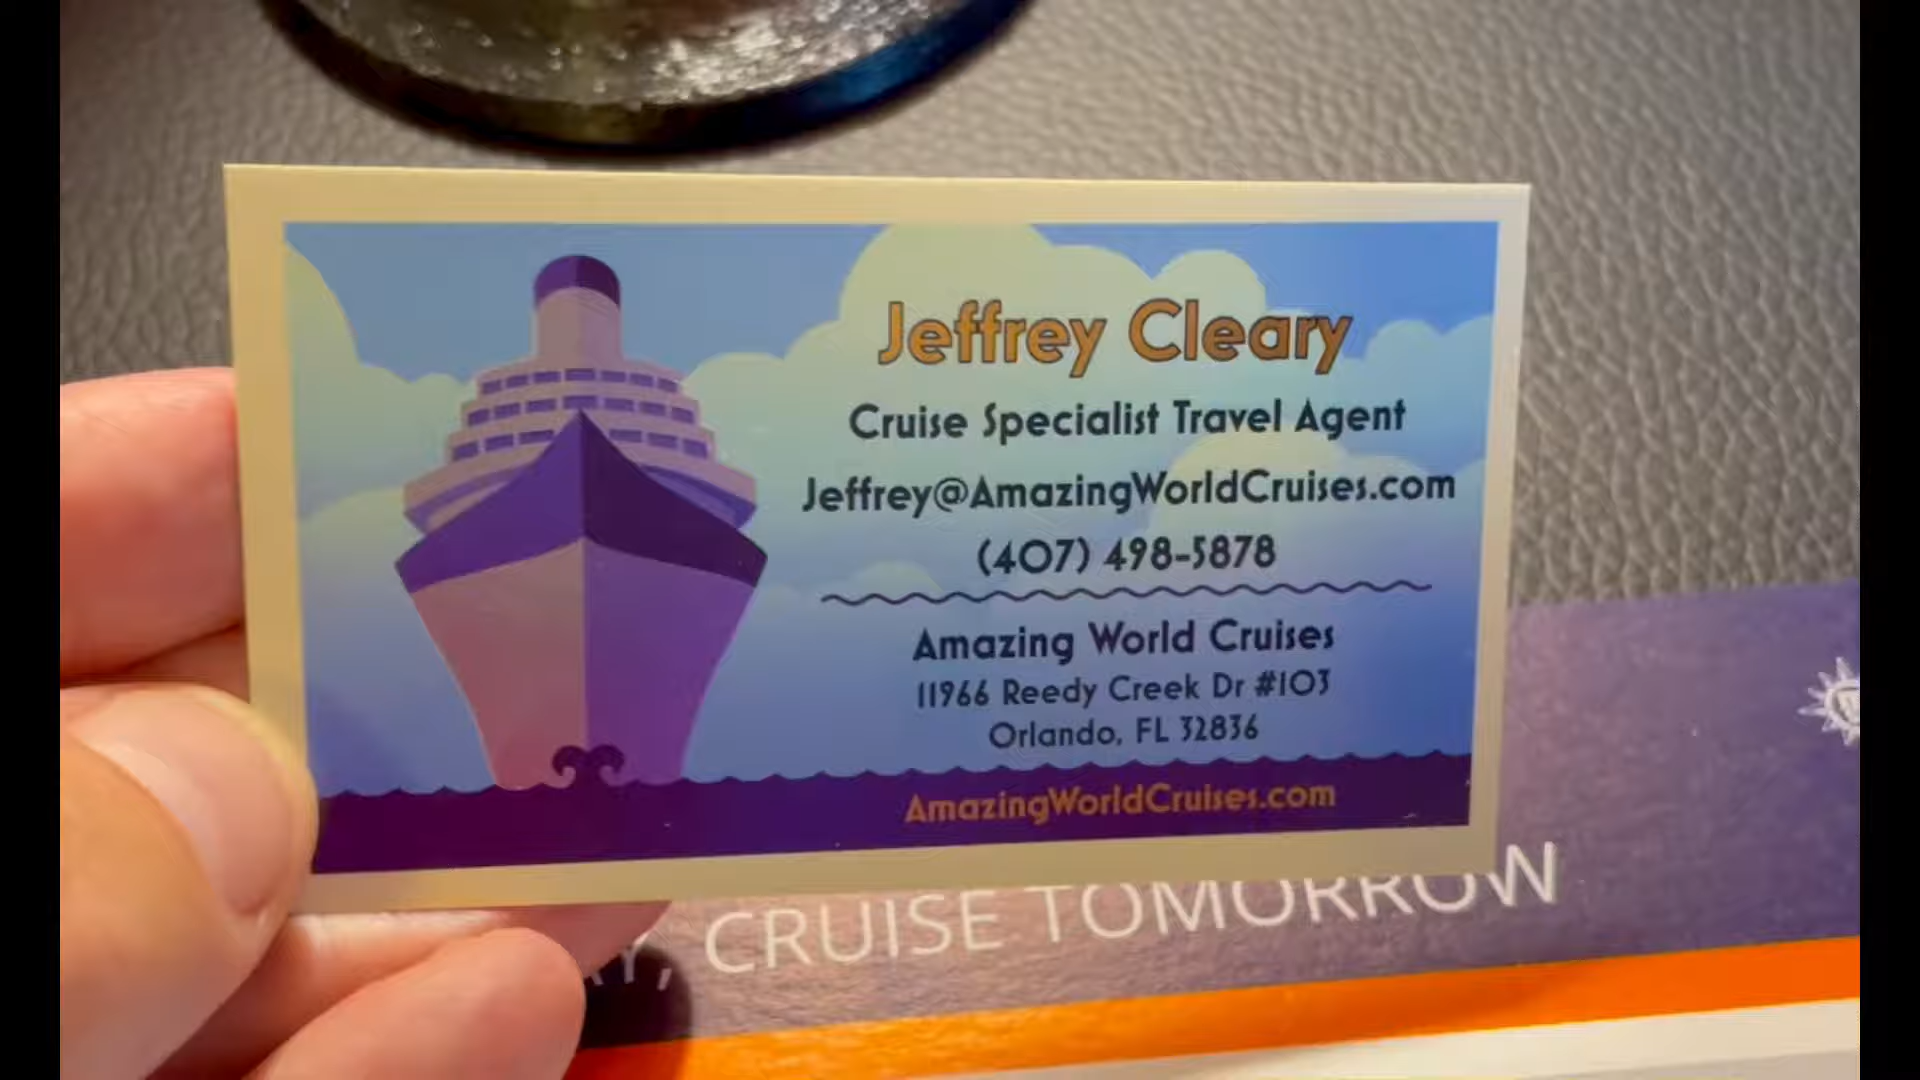 Jeffrey Cleary
Cruise Specialist Travel Agent
Jeffrey@AmazingWorldCruises.com
(407) 498-5878
Amazing World Cruises
11966 Reedy Creek Dr #103
Orlando, FL 32836
AmazingWorldCruises.com
CRUISE TOMORROW